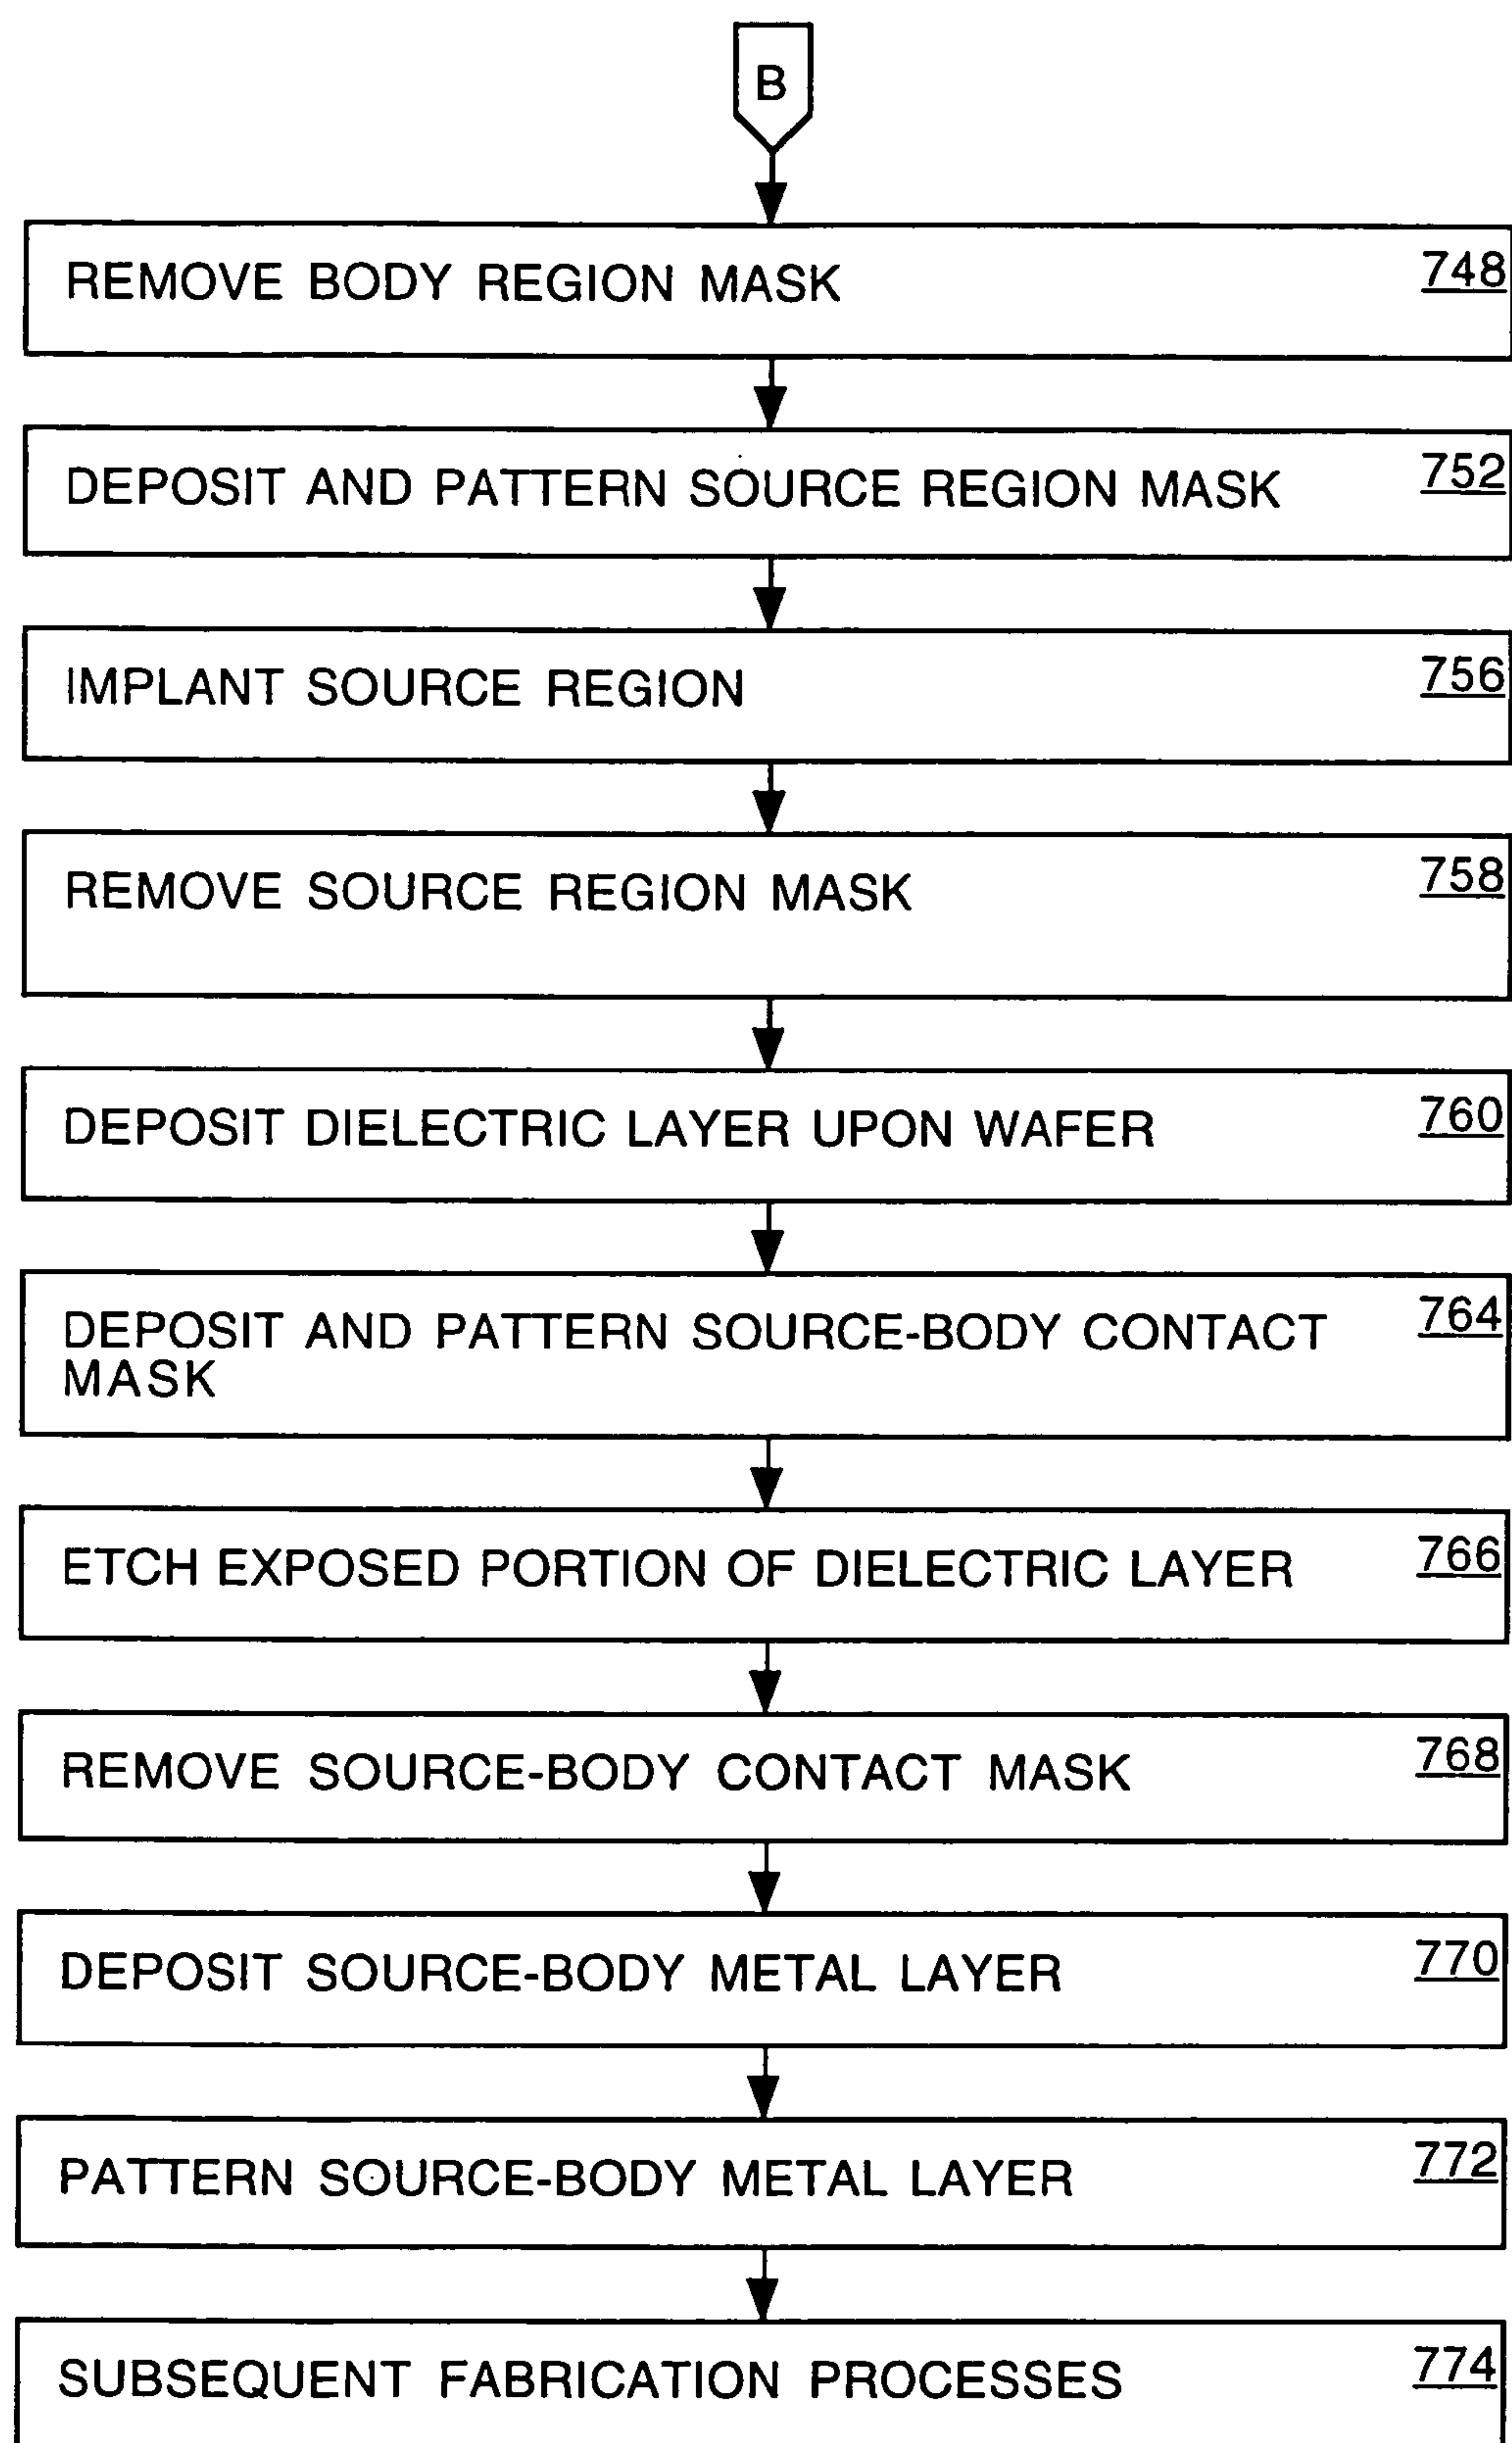 B
REMOVE BODY REGION MASK 748
DEPOSIT AND PATTERN SOURCE REGION MASK 752
IMPLANT SOURCE REGION 756
REMOVE SOURCE REGION MASK 758
DEPOSIT DIELECTRIC LAYER UPON WAFER 760
DEPOSIT AND PATTERN SOURCE-BODY CONTACT 764
MASK
ETCH EXPOSED PORTION OF DIELECTRIC LAYER 766
REMOVE SOURCE-BODY CONTACT MASK 768
DEPOSIT SOURCE-BODY METAL LAYER 770
PATTERN SOURCE-BODY METAL LAYER 772
SUBSEQUENT FABRICATION PROCESSES 774